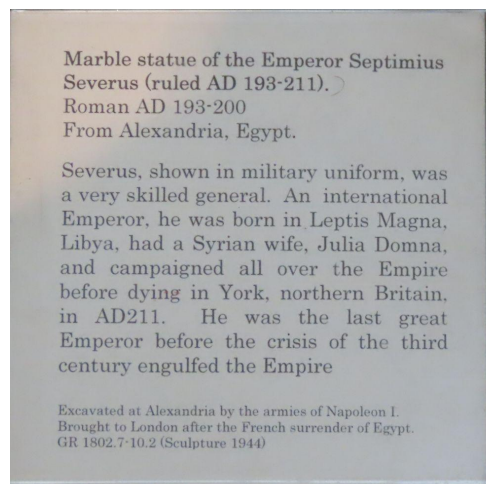 Marble statue of the Emperor Septimius
Severus (ruled AD 193-211).
Roman AD 193-200
From Alexandria, Egypt.
Severus, shown in military uniform, was
a very skilled general. An international
Emperor, he was born in Leptis Magna,
Libya, had a Syrian wife, Julia Domna,
and campaigned all over the Empire
before dying in York, northern Britain,
in AD211. He was the last great
Emperor before the crisis of the third
century engulfed the Empire
Excavated at Alexandria by the armies of Napoleon I.
Brought to London after the French surrender of Egypt.
GR 1802.7-10.2 (Sculpture 1944)